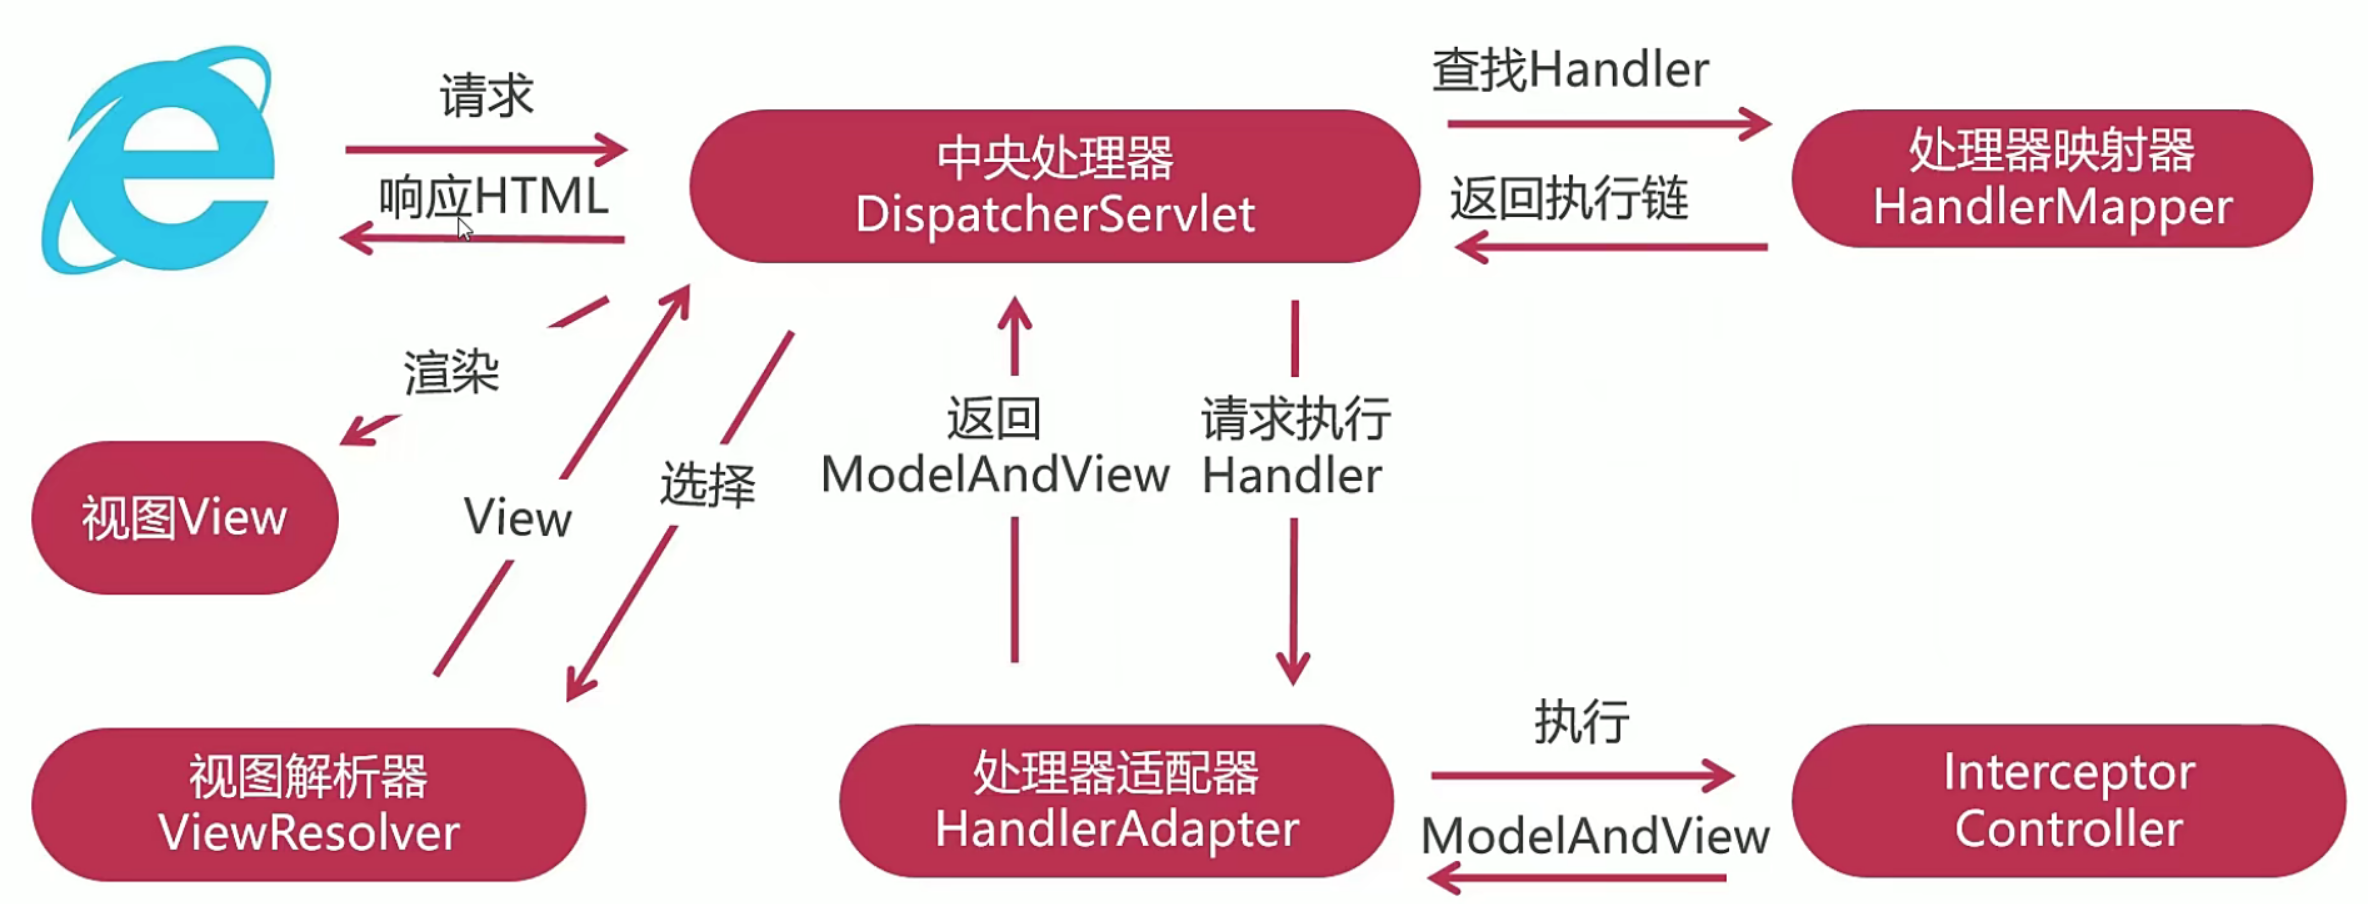 请求
响应HTML
中央处理器
DispatcherServlet
查找Handler
返回执行链
处理器映射器
HandlerMapper
渲染
视图View
View
选择
返回
ModelAndView
请求执行
Handler
视图解析器
ViewResolver
处理器适配器
HandlerAdapter
执行
ModelAndView
Interceptor
Controller